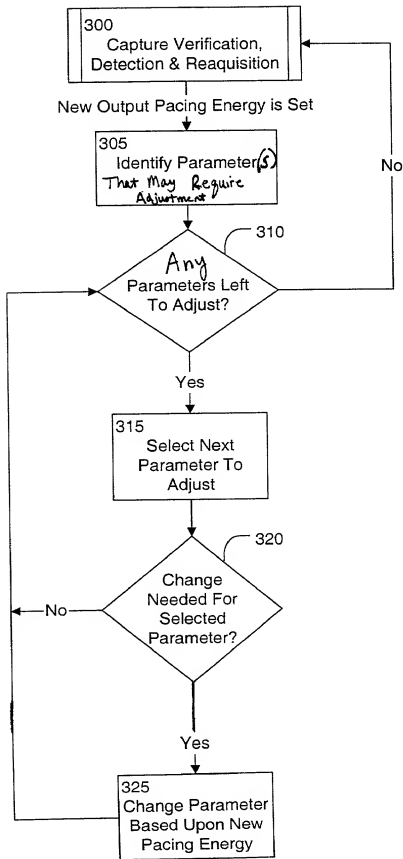 300
Capture Verification,
Detection & Reaquisition
New Output Pacing Energy is Set
305
Identify Parameter(s)
That May Require
Adjustment
No
310
Any
Parameters Left
To Adjust?
Yes
315
Select Next
Parameter To
Adjust
320
Change
Needed For
Selected
Parameter?
No
Yes
325
Change Parameter
Based Upon New
Pacing Energy